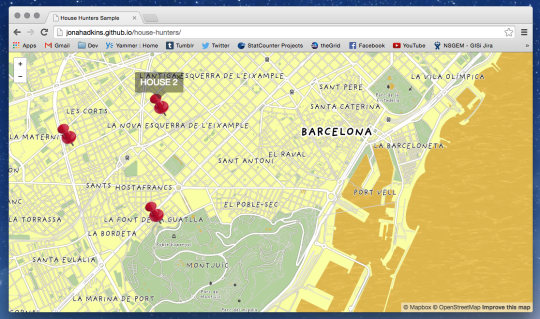 House Hunters Sample
jonahadkins.github.io/house-hunters/
Apps Gmail Dev Yammer : Home Tumblr Twitter StatCounter Projects theGrid Facebook YouTube NSGEM - GISi Jira
+
-
L'ANTIGA ESQUERRA DE L'EIXAMPLE
HOUSE 2
LA VILA OLÍMPICA
SANT PERE
SANTA CATERINA
LES CORTS
LA NOVA ESQUERRA DE L'EIXAMPLE
BARCELONA
LA MATERNIT
LA BARCELONETA
EL RAVAL
SANT ANTONI
SANTS
HOSTAFRANCS
PORT VELL
EL POBLE-SEC
LA TORRASSA
LA FONT DE LA GUATLLA
LA BORDETA
Poble Espanyol
SANTA EULÀLIA
MONTJUÏC
LA MARINA DE PORT
© Mapbox © OpenStreetMap Improve this map